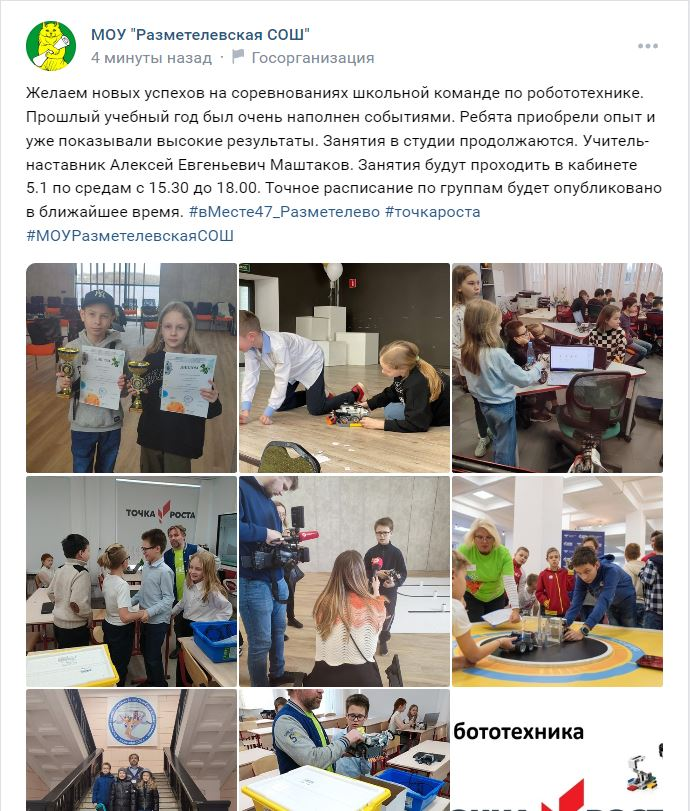 МОУ "Разметелевская СОШ"
4 минуты назад · Госорганизация
Желаем новых успехов на соревнованиях школьной команде по робототехнике.
Прошлый учебный год был очень наполнен событиями. Ребята приобрели опыт и
уже показывали высокие результаты. Занятия в студии продолжаются. Учитель-
наставник Алексей Евгеньевич Маштаков. Занятия будут проходить в кабинете
5.1 по средам с 15.30 до 18.00. Точное расписание по группам будет опубликовано
в ближайшее время. #вМесте47_Разметелево #точкароста
#МОУРазметелевскаяСОШ
ДИПЛОМ
ТОЧКА РОСТА
бототехника